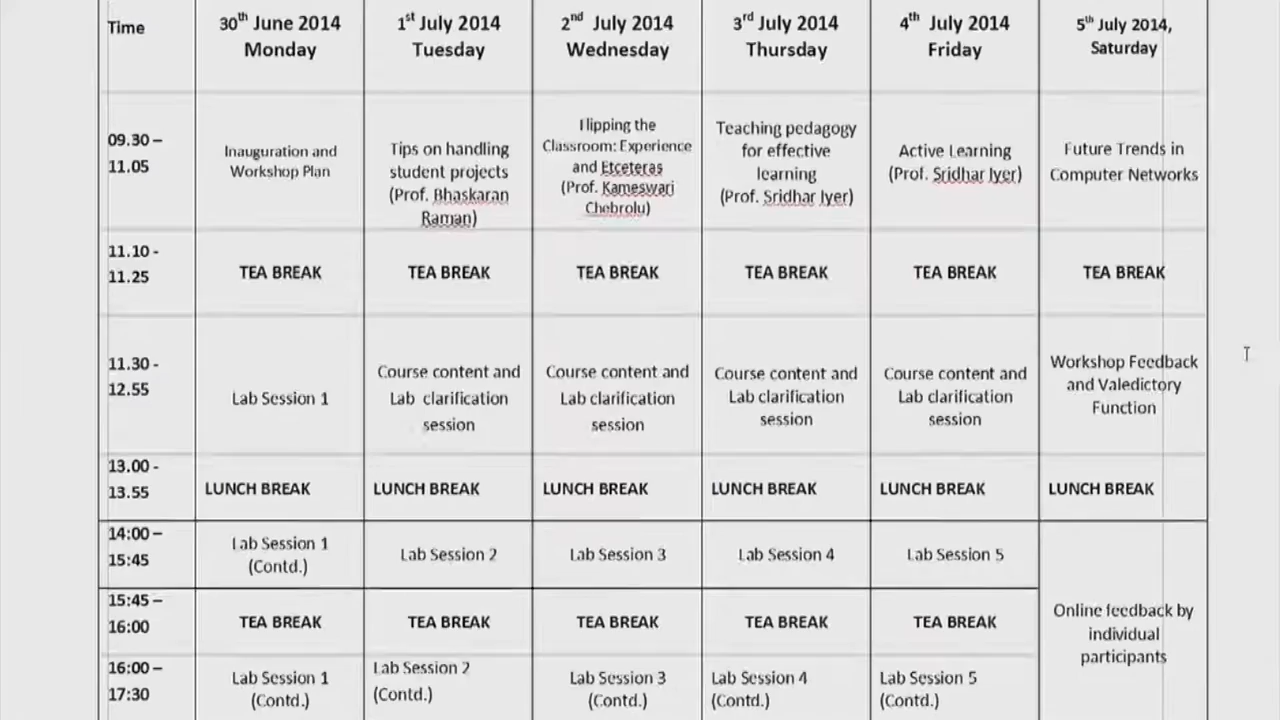 Time
30th June 2014
Monday
1st July 2014
Tuesday
2nd July 2014
Wednesday
3rd July 2014
Thursday
4th July 2014
Friday
5th July 2014,
Saturday
09.30 –
11.05
Inauguration and
Workshop Plan
Tips on handling
student projects
(Prof. Bhaskaran
Raman)
Flipping the
Classroom: Experience
and Etceteras
(Prof. Kameswari
Chebrolu)
Teaching pedagogy
for effective
learning
(Prof. Sridhar Iyer)
Active Learning
(Prof. Sridhar Iyer)
Future Trends in
Computer Networks
11.10 -
11.25
TEA BREAK
TEA BREAK
TEA BREAK
TEA BREAK
TEA BREAK
TEA BREAK
11.30 -
12.55
Lab Session 1
Course content and
Lab clarification
session
Course content and
Lab clarification
session
Course content and
Lab clarification
session
Course content and
Lab clarification
session
Workshop Feedback
and Valedictory
Function
13.00 -
13.55
LUNCH BREAK
LUNCH BREAK
LUNCH BREAK
LUNCH BREAK
LUNCH BREAK
LUNCH BREAK
14:00 –
15:45
Lab Session 1
(Contd.)
Lab Session 2
Lab Session 3
Lab Session 4
Lab Session 5
Online feedback by
individual
participants
15:45 –
16:00
TEA BREAK
TEA BREAK
TEA BREAK
TEA BREAK
TEA BREAK
16:00 –
17:30
Lab Session 1
(Contd.)
Lab Session 2
(Contd.)
Lab Session 3
(Contd.)
Lab Session 4
(Contd.)
Lab Session 5
(Contd.)